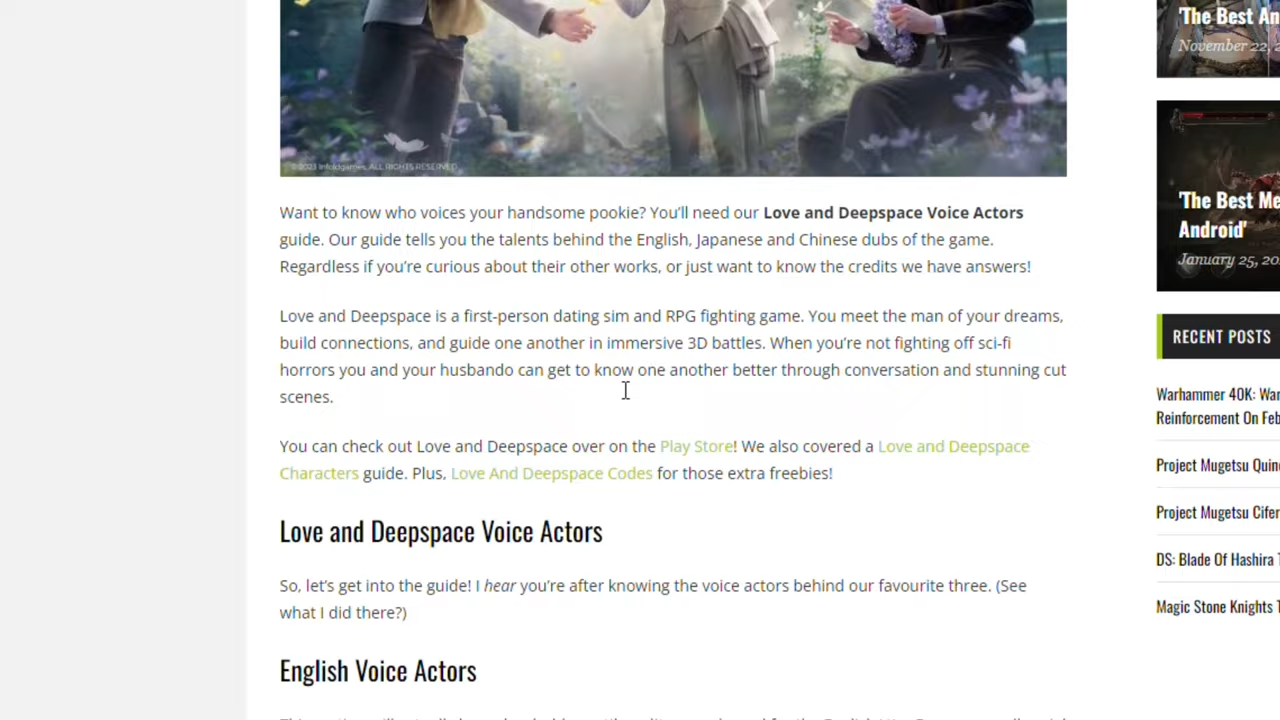 ©2023 Infoldgames, ALL RIGHTS RESERVED
Want to know who voices your handsome pookie? You'll need our Love and Deepspace Voice Actors
guide. Our guide tells you the talents behind the English, Japanese and Chinese dubs of the game.
Regardless if you're curious about their other works, or just want to know the credits we have answers!
Love and Deepspace is a first-person dating sim and RPG fighting game. You meet the man of your dreams,
build connections, and guide one another in immersive 3D battles. When you're not fighting off sci-fi
horrors you and your husbando can get to know one another better through conversation and stunning cut
scenes.
You can check out Love and Deepspace over on the Play Store! We also covered a Love and Deepspace
Characters guide. Plus, Love And Deepspace Codes for those extra freebies!
Love and Deepspace Voice Actors
So, let's get into the guide! I hear you're after knowing the voice actors behind our favourite three. (See
what I did there?)
English Voice Actors
'The Best An
November 22, 2
'The Best Me
Android'
January 25, 20
RECENT POSTS
Warhammer 40K: War
Reinforcement On Feb
Project Mugetsu Quin
Project Mugetsu Cifer
DS: Blade Of Hashira T
Magic Stone Knights T